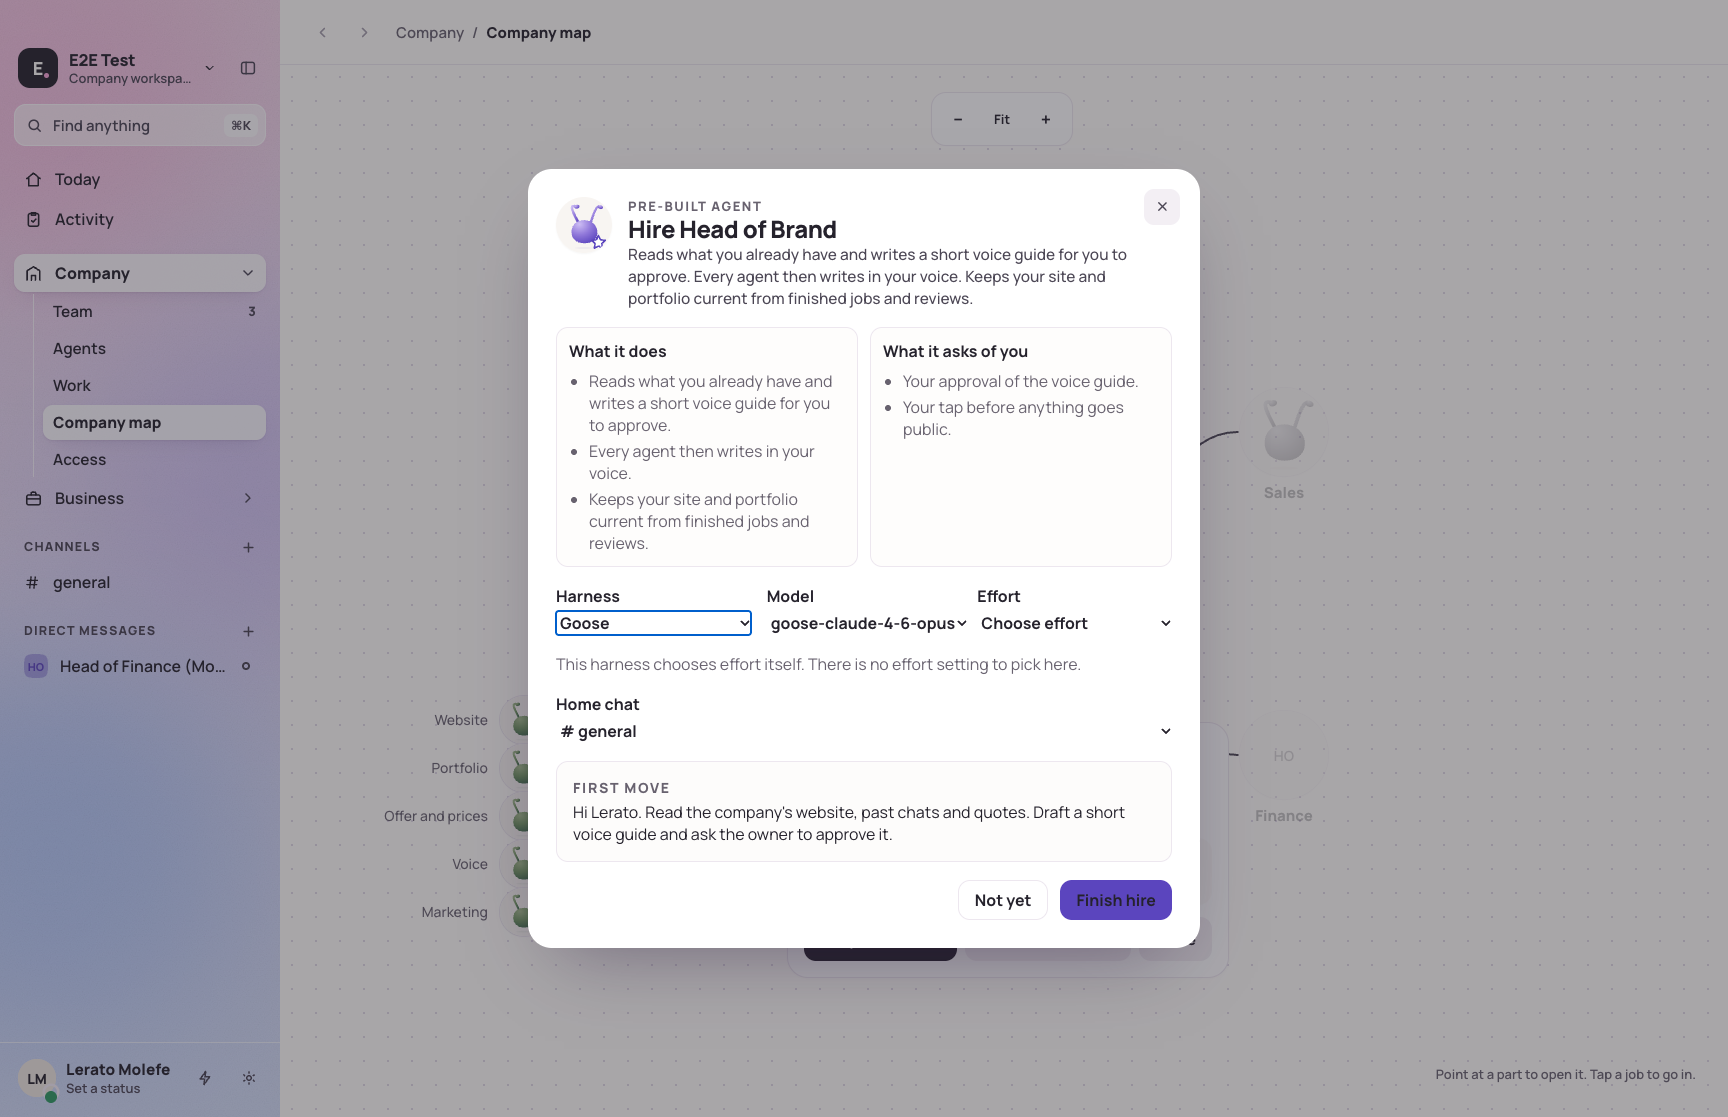 E.
E2E Test
Company workspa...
Find anything
⌘K
Today
Activity
Company
Team
3
Agents
Work
Company map
Access
Business
CHANNELS
# general
DIRECT MESSAGES
HO
Head of Finance (Mo...
LM
Lerato Molefe
Set a status
Company / Company map
− Fit +
Website
Portfolio
Offer and prices
Voice
Marketing
Sales
HO
Finance
PRE-BUILT AGENT
Hire Head of Brand
Reads what you already have and writes a short voice guide for you to
approve. Every agent then writes in your voice. Keeps your site and
portfolio current from finished jobs and reviews.
What it does
Reads what you already have and
writes a short voice guide for you
to approve.
Every agent then writes in your
voice.
Keeps your site and portfolio
current from finished jobs and
reviews.
What it asks of you
Your approval of the voice guide.
Your tap before anything goes
public.
Harness
Goose
Model
goose-claude-4-6-opus
Effort
Choose effort
This harness chooses effort itself. There is no effort setting to pick here.
Home chat
# general
FIRST MOVE
Hi Lerato. Read the company's website, past chats and quotes. Draft a short
voice guide and ask the owner to approve it.
Not yet
Finish hire
Point at a part to open it. Tap a job to go in.